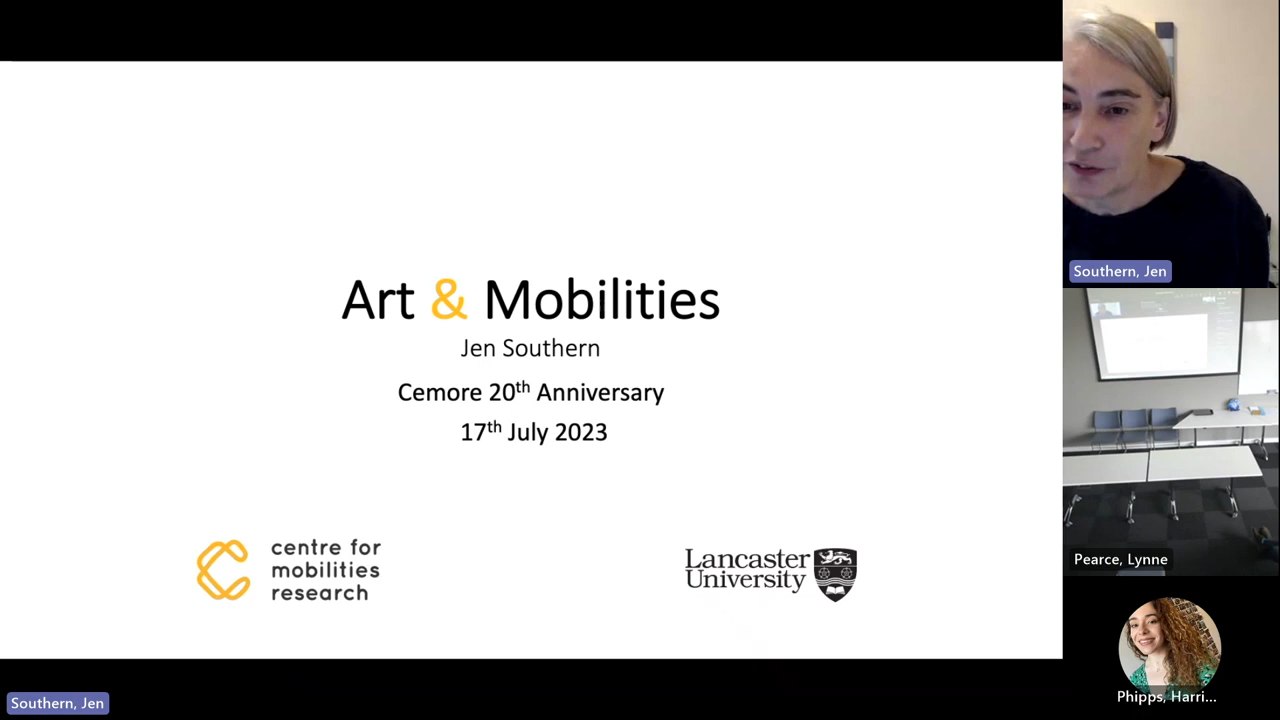 Art & Mobilities
Jen Southern
Cemore 20th Anniversary
17th July 2023
centre for
mobilities
research
Lancaster
University
Southern, Jen
Pearce, Lynne
Phipps, Harri...
Southern, Jen